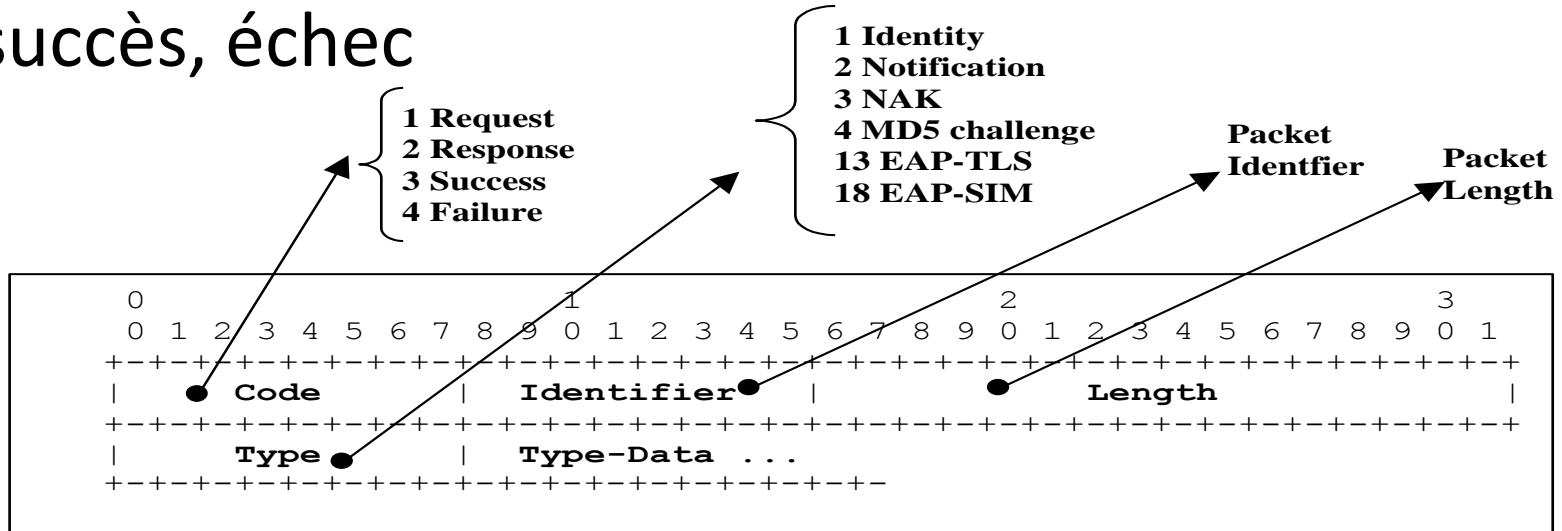 succès, échec
1 Request
2 Response
3 Success
4 Failure
1 Identity
2 Notification
3 NAK
4 MD5 challenge
13 EAP-TLS
18 EAP-SIM
Packet
Identfier
Packet
Length
0 1 2 3
0 1 2 3 4 5 6 7 8 9 0 1 2 3 4 5 6 7 8 9 0 1 2 3 4 5 6 7 8 9 0 1
+-+-+-+-+-+-+-+-+-+-+-+-+-+-+-+-+-+-+-+-+-+-+-+-+-+-+-+-+-+-+-+-+
| Code | Identifier | Length |
+-+-+-+-+-+-+-+-+-+-+-+-+-+-+-+-+-+-+-+-+-+-+-+-+-+-+-+-+-+-+-+-+
| Type | Type-Data ...
+-+-+-+-+-+-+-+-+-+-+-+-+-+-+-+-+-+-